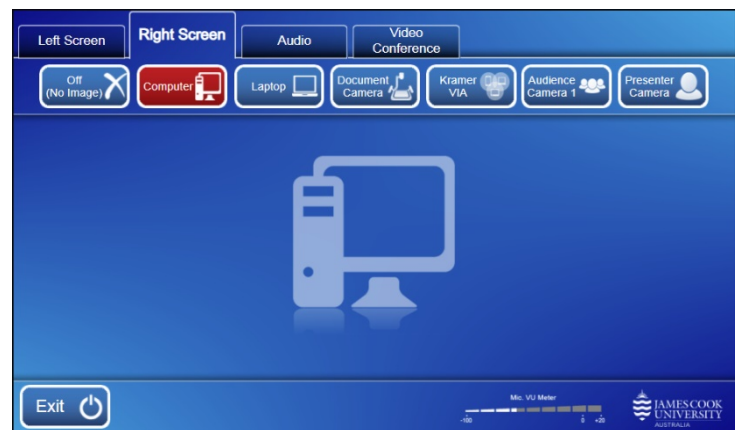 Left Screen
Right Screen
Audio
Video
Conference
Off
(No Image)
Computer
Laptop
Document
Camera
Kramer
VIA
Audience
Camera 1
Presenter
Camera
Exit
Mic. VU Meter
-100
0
+20
JAMES COOK
UNIVERSITY
AUSTRALIA